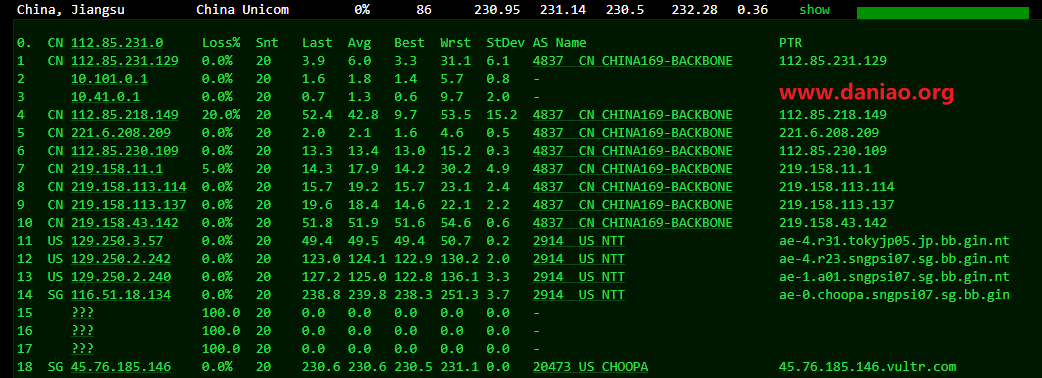 China, Jiangsu China Unicom 0% 86 230.95 231.14 230.5 232.28 0.36 show
0. CN 112.85.231.0 Loss% Snt Last Avg Best Wrst StDev AS Name PTR
1 CN 112.85.231.129 0.0% 20 3.9 6.0 3.3 31.1 6.1 4837 CN CHINA169-BACKBONE 112.85.231.129
2 10.101.0.1 0.0% 20 1.6 1.8 1.4 5.7 0.8 -
3 10.41.0.1 0.0% 20 0.7 1.3 0.6 9.7 2.0 - www.daniao.org
4 CN 112.85.218.149 20.0% 20 52.4 42.8 9.7 53.5 15.2 4837 CN CHINA169-BACKBONE 112.85.218.149
5 CN 221.6.208.209 0.0% 20 2.0 2.1 1.6 4.6 0.5 4837 CN CHINA169-BACKBONE 221.6.208.209
6 CN 112.85.230.109 0.0% 20 13.3 13.4 13.0 15.2 0.3 4837 CN CHINA169-BACKBONE 112.85.230.109
7 CN 219.158.11.1 5.0% 20 14.3 17.9 14.2 30.2 4.9 4837 CN CHINA169-BACKBONE 219.158.11.1
8 CN 219.158.113.114 0.0% 20 15.7 19.2 15.7 23.1 2.4 4837 CN CHINA169-BACKBONE 219.158.113.114
9 CN 219.158.113.137 0.0% 20 19.6 18.4 14.6 22.1 2.2 4837 CN CHINA169-BACKBONE 219.158.113.137
10 CN 219.158.43.142 0.0% 20 51.8 51.9 51.6 54.6 0.6 4837 CN CHINA169-BACKBONE 219.158.43.142
11 US 129.250.3.57 0.0% 20 49.4 49.5 49.4 50.7 0.2 2914 US NTT ae-4.r31.tokyjp05.jp.bb.gin.nt
12 US 129.250.2.242 0.0% 20 123.0 124.1 122.9 130.2 2.0 2914 US NTT ae-4.r23.sngpsi07.sg.bb.gin.nt
13 US 129.250.2.240 0.0% 20 127.2 125.0 122.8 136.1 3.3 2914 US NTT ae-1.a01.sngpsi07.sg.bb.gin.nt
14 SG 116.51.18.134 0.0% 20 238.8 239.8 238.3 251.3 3.7 2914 US NTT ae-0.choopa.sngpsi07.sg.bb.gin
15 ??? 100.0 20 0.0 0.0 0.0 0.0 0.0 -
16 ??? 100.0 20 0.0 0.0 0.0 0.0 0.0 -
17 ??? 100.0 20 0.0 0.0 0.0 0.0 0.0 -
18 SG 45.76.185.146 0.0% 20 230.6 230.6 230.5 231.1 0.0 20473 US CHOOPA 45.76.185.146.vultr.com